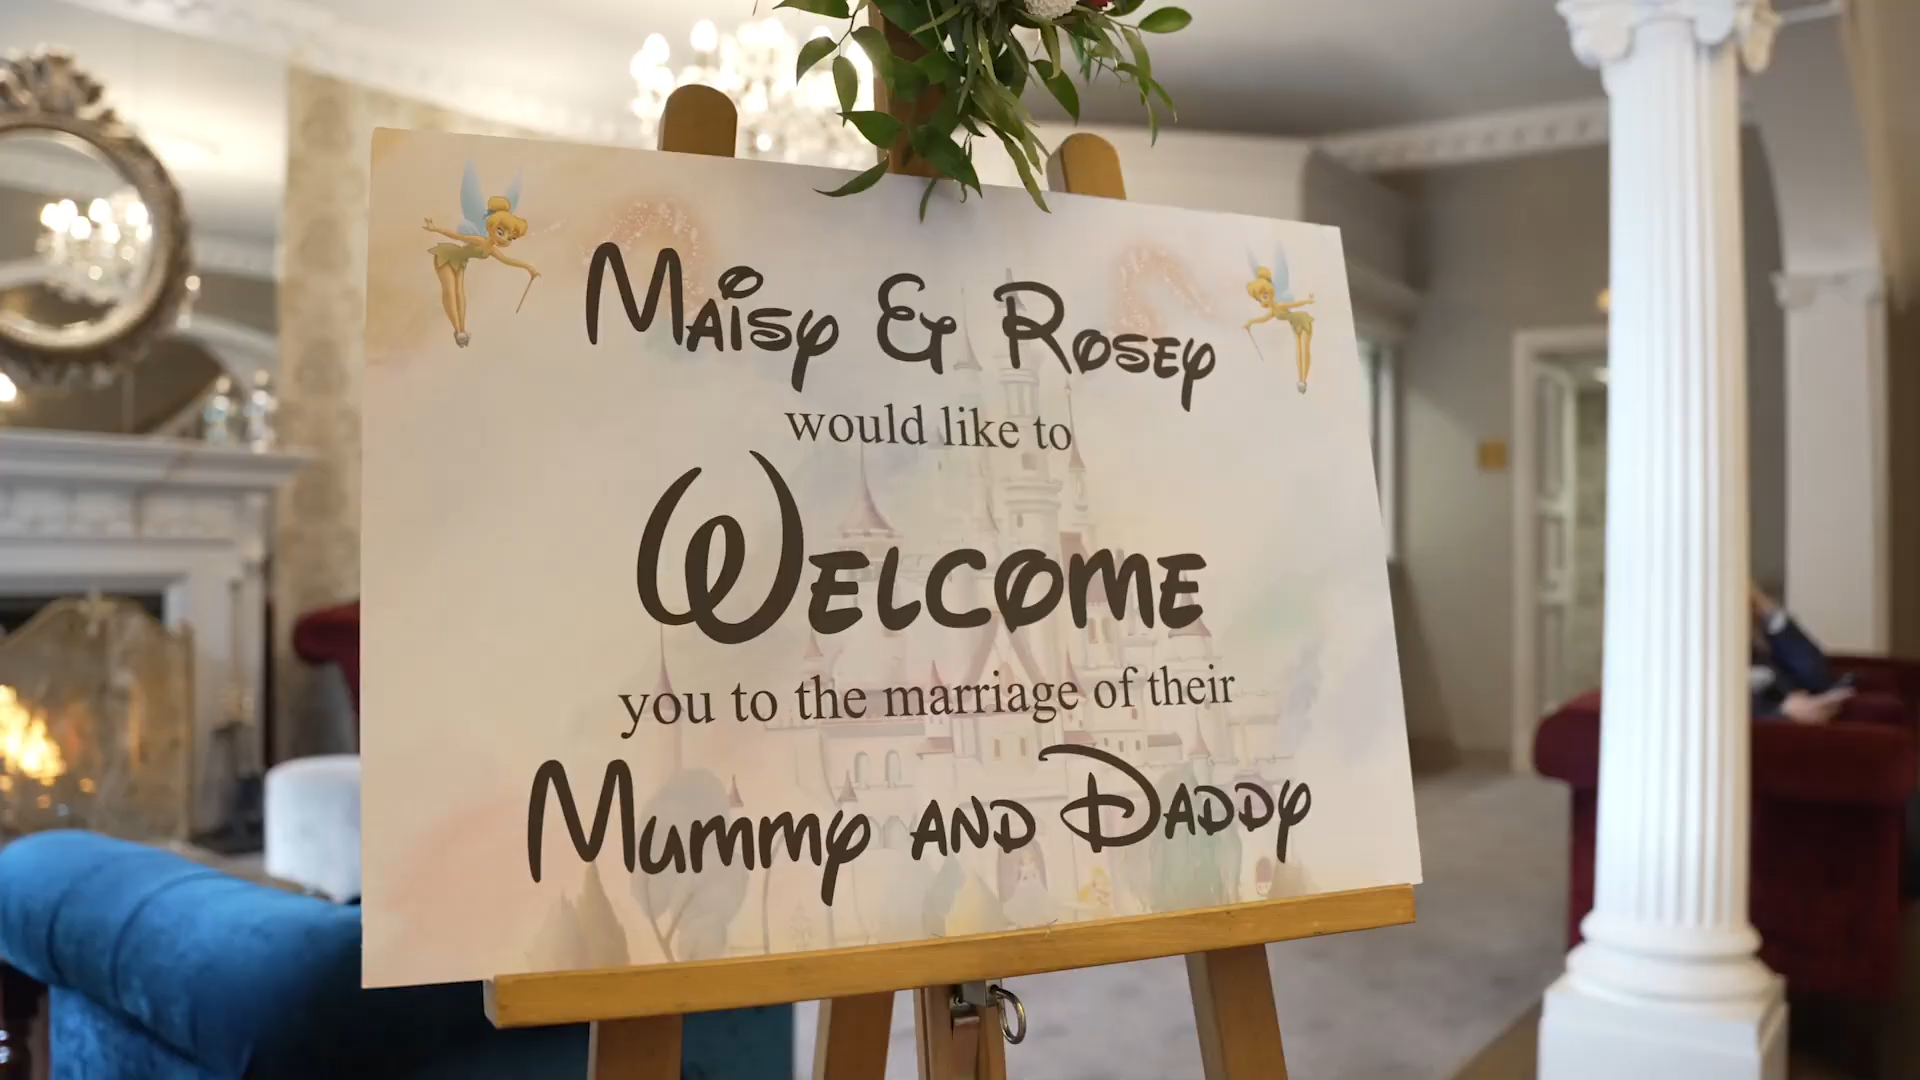 Maisy & Rosey
would like to
Welcome
you to the marriage of their
Mummy and Daddy